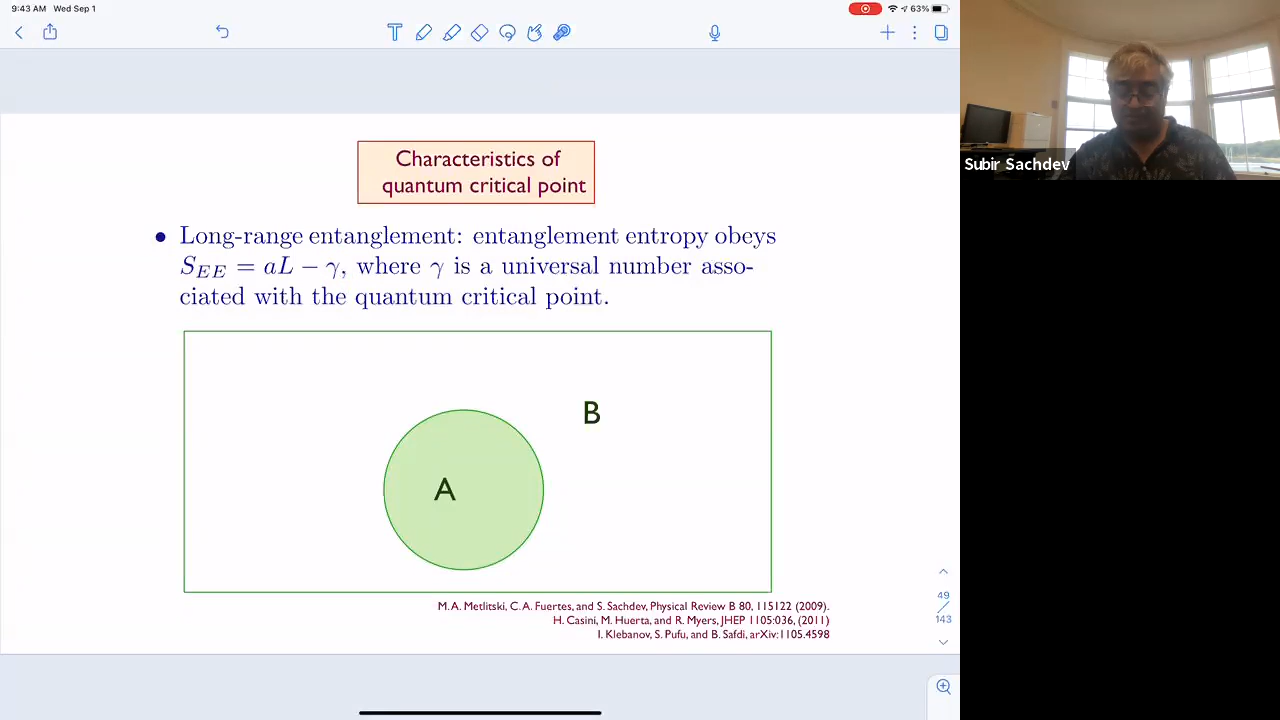 9:43 AM Wed Sep 1
63%
Characteristics of
quantum critical point
• Long-range entanglement: entanglement entropy obeys
S_EE = aL − γ, where γ is a universal number asso-
ciated with the quantum critical point.
B
A
M.A. Metlitski, C.A. Fuertes, and S. Sachdev, Physical Review B 80, 115122 (2009).
H. Casini, M. Huerta, and R. Myers, JHEP 1105:036, (2011)
I. Klebanov, S. Pufu, and B. Safdi, arXiv:1105.4598
49
143
Subir Sachdev